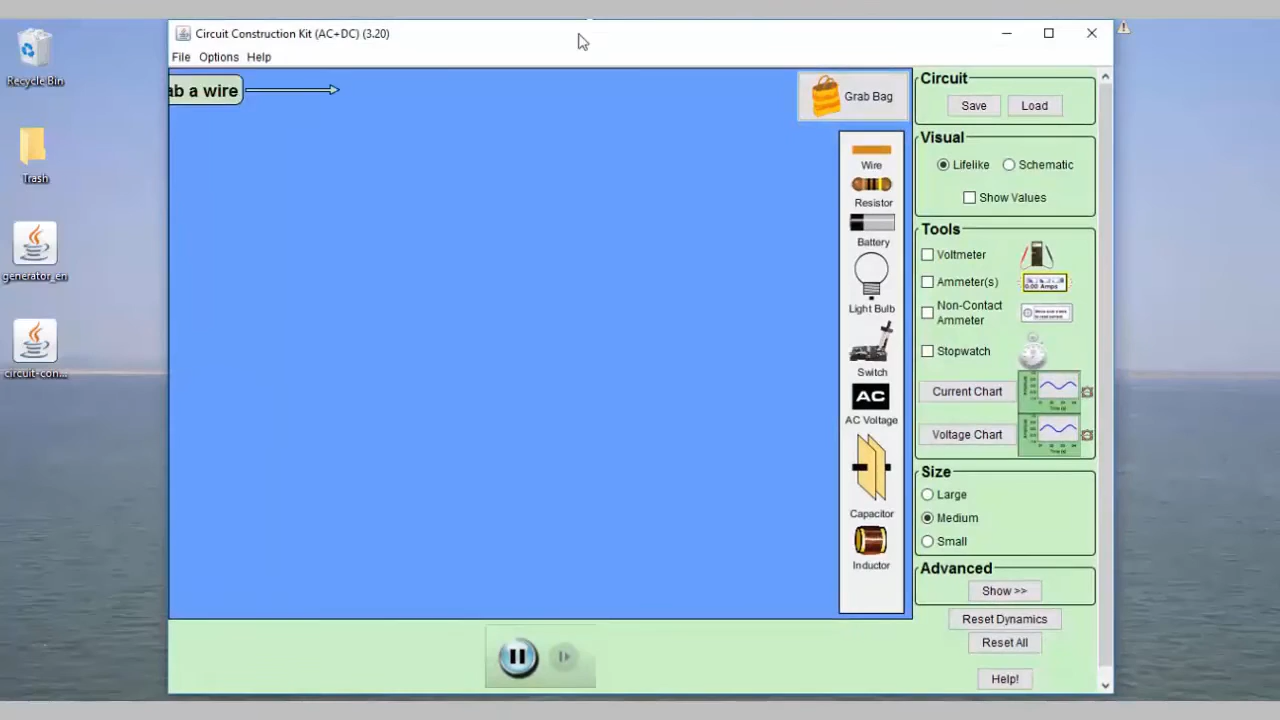 Recycle Bin
Trash
generator_en
circuit-con...
Circuit Construction Kit (AC+DC) (3.20)
File Options Help
ab a wire
Grab Bag
Wire
Resistor
Battery
Light Bulb
Switch
AC
AC Voltage
Capacitor
Inductor
Circuit
Save Load
Visual
Lifelike Schematic
Show Values
Tools
Voltmeter
Ammeter(s)
0.00 Amps
Non-Contact
Ammeter
Stopwatch
Current Chart
Voltage Chart
Size
Large
Medium
Small
Advanced
Show >>
Reset Dynamics
Reset All
Help!